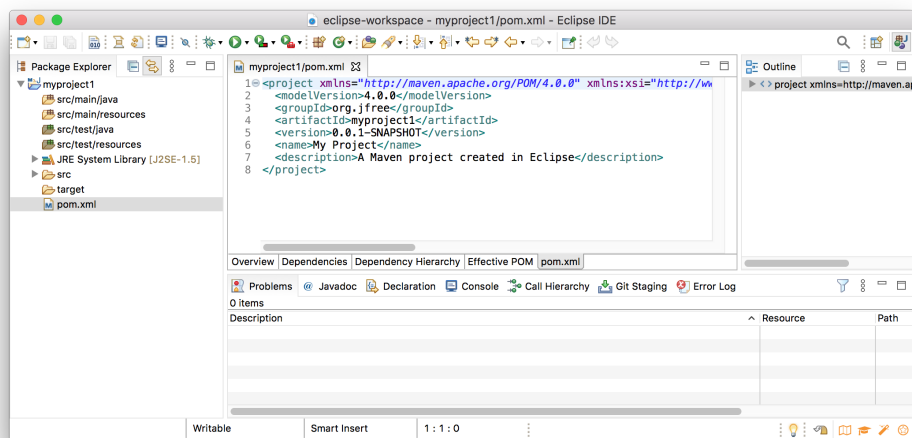 eclipse-workspace - myproject1/pom.xml - Eclipse IDE
Package Explorer
myproject1
src/main/java
src/main/resources
src/test/java
src/test/resources
JRE System Library [J2SE-1.5]
src
target
pom.xml
myproject1/pom.xml
1 <project xmlns="http://maven.apache.org/POM/4.0.0" xmlns:xsi="http://ww
2 <modelVersion>4.0.0</modelVersion>
3 <groupId>org.jfree</groupId>
4 <artifactId>myproject1</artifactId>
5 <version>0.0.1-SNAPSHOT</version>
6 <name>My Project</name>
7 <description>A Maven project created in Eclipse</description>
8 </project>
Overview Dependencies Dependency Hierarchy Effective POM pom.xml
Outline
<> project xmlns=http://maven.ap
Problems @ Javadoc Declaration Console Call Hierarchy Git Staging Error Log
0 items
Description Resource Path
Writable Smart Insert 1 : 1 : 0